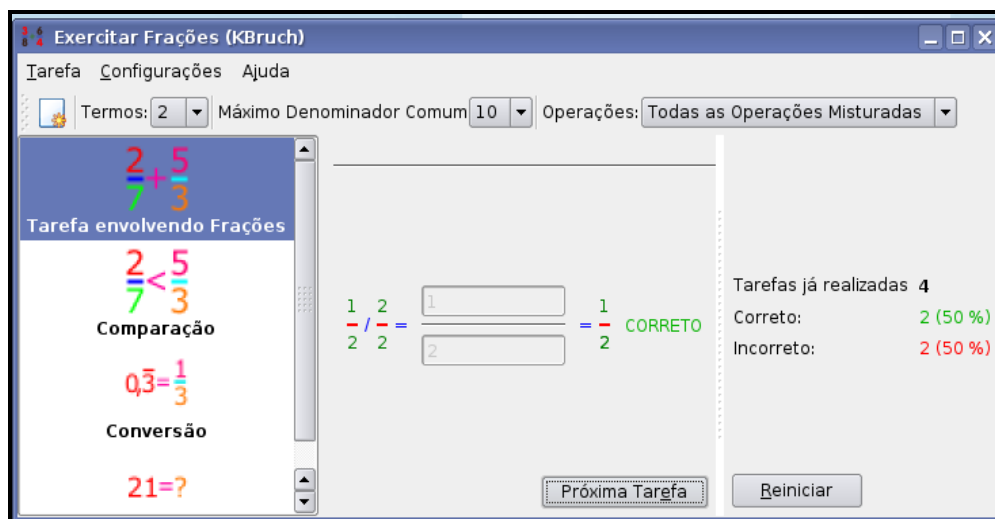 Exercitar Frações (KBruch)
Tarefa Configurações Ajuda
Termos: 2 Máximo Denominador Comum 10 Operações: Todas as Operações Misturadas
2/7 + 5/3
Tarefa envolvendo Frações
2/7 < 5/3
Comparação
0,3̅ = 1/3
Conversão
21=?
1/2 / 2/2 = 1/2 = 1/2 CORRETO
Próxima Tarefa
Tarefas já realizadas 4
Correto: 2 (50 %)
Incorreto: 2 (50 %)
Reiniciar